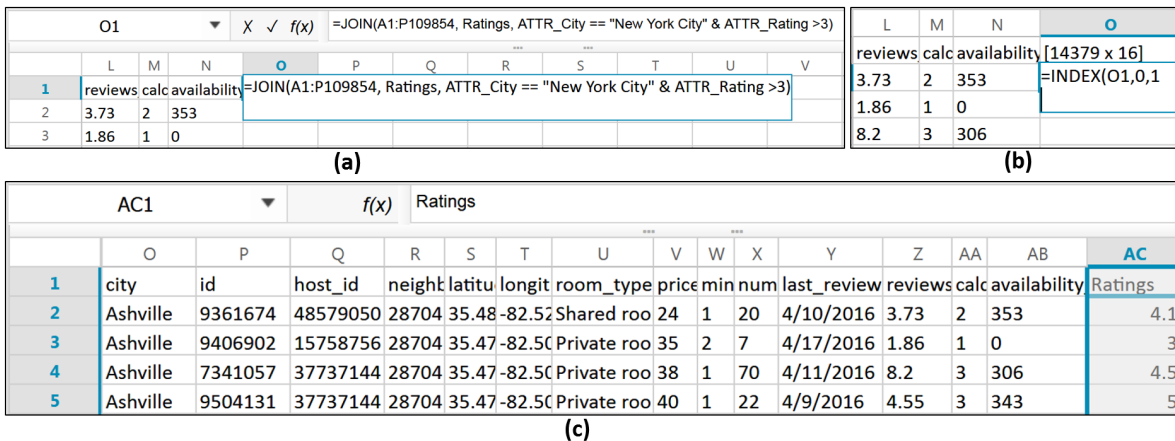 O1 X ✓ f(x) =JOIN(A1:P109854, Ratings, ATTR_City == "New York City" & ATTR_Rating >3)
L M N O P Q R S T U V
1 reviews calc availability =JOIN(A1:P109854, Ratings, ATTR_City == "New York City" & ATTR_Rating >3)
2 3.73 2 353
3 1.86 1 0
(a)
L M N O
reviews calc availability [14379 x 16]
3.73 2 353 =INDEX(O1,0,1
1.86 1 0
8.2 3 306
(b)
AC1 f(x) Ratings
O P Q R S T U V W X Y Z AA AB AC
1 city id host_id neighb latitu longit room_type price min num last_review reviews calc availability Ratings
2 Ashville 9361674 48579050 28704 35.48 -82.52 Shared roo 24 1 20 4/10/2016 3.73 2 353 4.1
3 Ashville 9406902 15758756 28704 35.47 -82.50 Private roo 35 2 7 4/17/2016 1.86 1 0 3
4 Ashville 7341057 37737144 28704 35.47 -82.50 Private roo 38 1 70 4/11/2016 8.2 3 306 4.5
5 Ashville 9504131 37737144 28704 35.47 -82.50 Private roo 40 1 22 4/9/2016 4.55 3 343 5
(c)